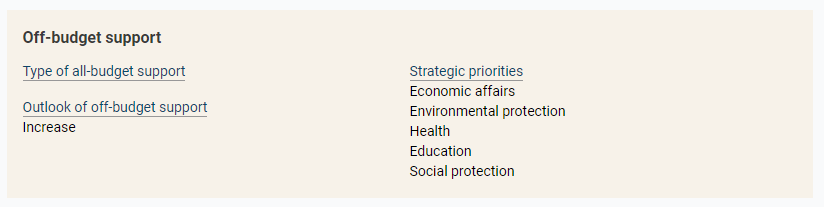 Off-budget support
Type of all-budget support
Outlook of off-budget support
Increase
Strategic priorities
Economic affairs
Environmental protection
Health
Education
Social protection